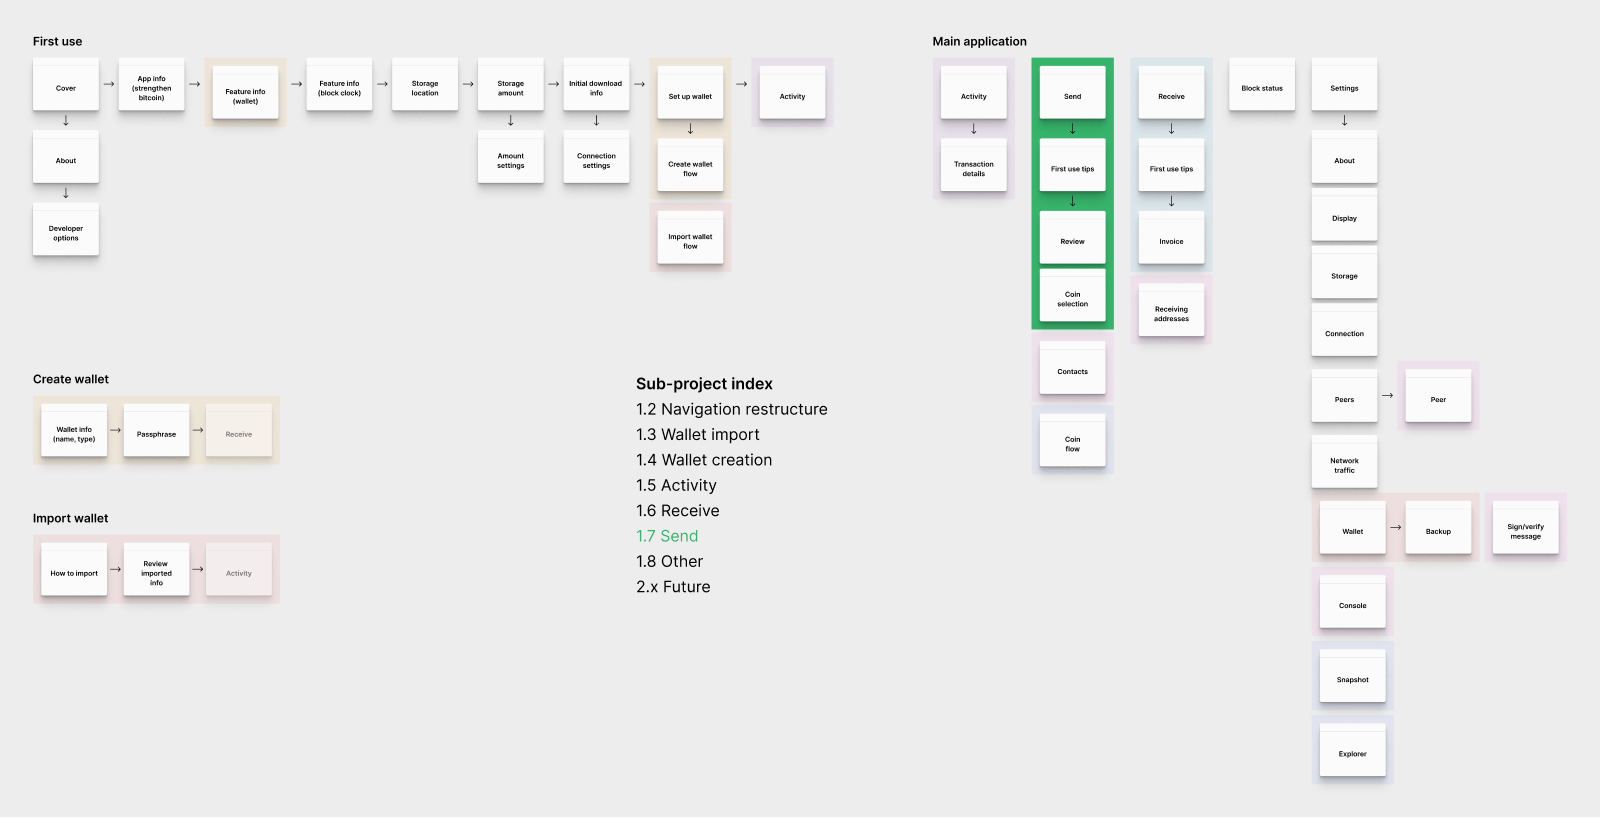 First use
Cover
App info
(strengthen
bitcoin)
Feature info
(wallet)
Feature info
(block clock)
Storage
location
Storage
amount
Initial download
info
Set up wallet
Activity
About
Amount
settings
Connection
settings
Create wallet
flow
Developer
options
Import wallet
flow
Create wallet
Wallet info
(name, type)
Passphrase
Receive
Import wallet
How to import
Review
imported
info
Activity
Sub-project index
1.2 Navigation restructure
1.3 Wallet import
1.4 Wallet creation
1.5 Activity
1.6 Receive
1.7 Send
1.8 Other
2.x Future
Main application
Activity
Transaction
details
Send
First use tips
Review
Coin
selection
Contacts
Coin
flow
Receive
First use tips
Invoice
Receiving
addresses
Block status
Settings
About
Display
Storage
Connection
Peers
Peer
Network
traffic
Wallet
Backup
Sign/verify
message
Console
Snapshot
Explorer